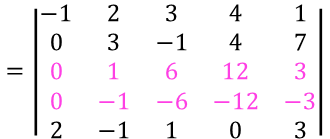 = | −1 2 3 4 1 |
| 0 3 −1 4 7 |
| 0 1 6 12 3 |
| 0 −1 −6 −12 −3 |
| 2 −1 1 0 3 |